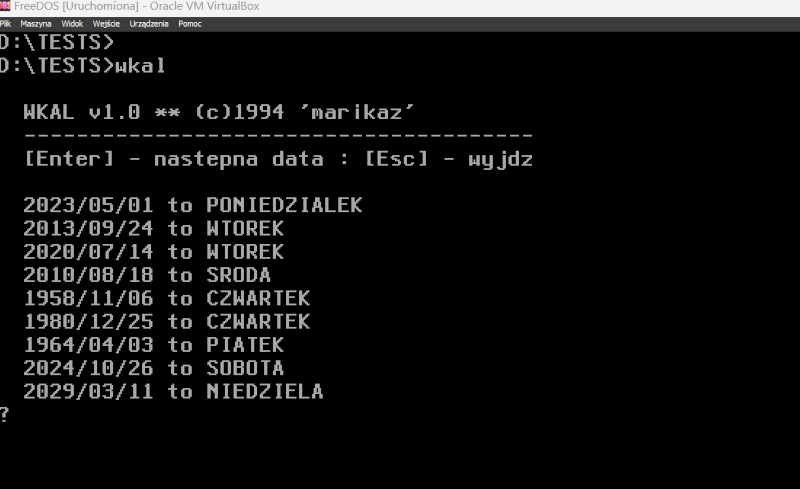 FreeDOS [Uruchomiona] - Oracle VM VirtualBox
Plik Maszyna Widok Wejście Urządzenia Pomoc
D:\TESTS>
D:\TESTS>wkal
WKAL v1.0 ** (c)1994 'marikaz'
---------------------------------------
[Enter] - nastepna data : [Esc] - wyjdz
2023/05/01 to PONIEDZIALEK
2013/09/24 to WTOREK
2020/07/14 to WTOREK
2010/08/18 to SRODA
1958/11/06 to CZWARTEK
1980/12/25 to CZWARTEK
1964/04/03 to PIATEK
2024/10/26 to SOBOTA
2029/03/11 to NIEDZIELA
?